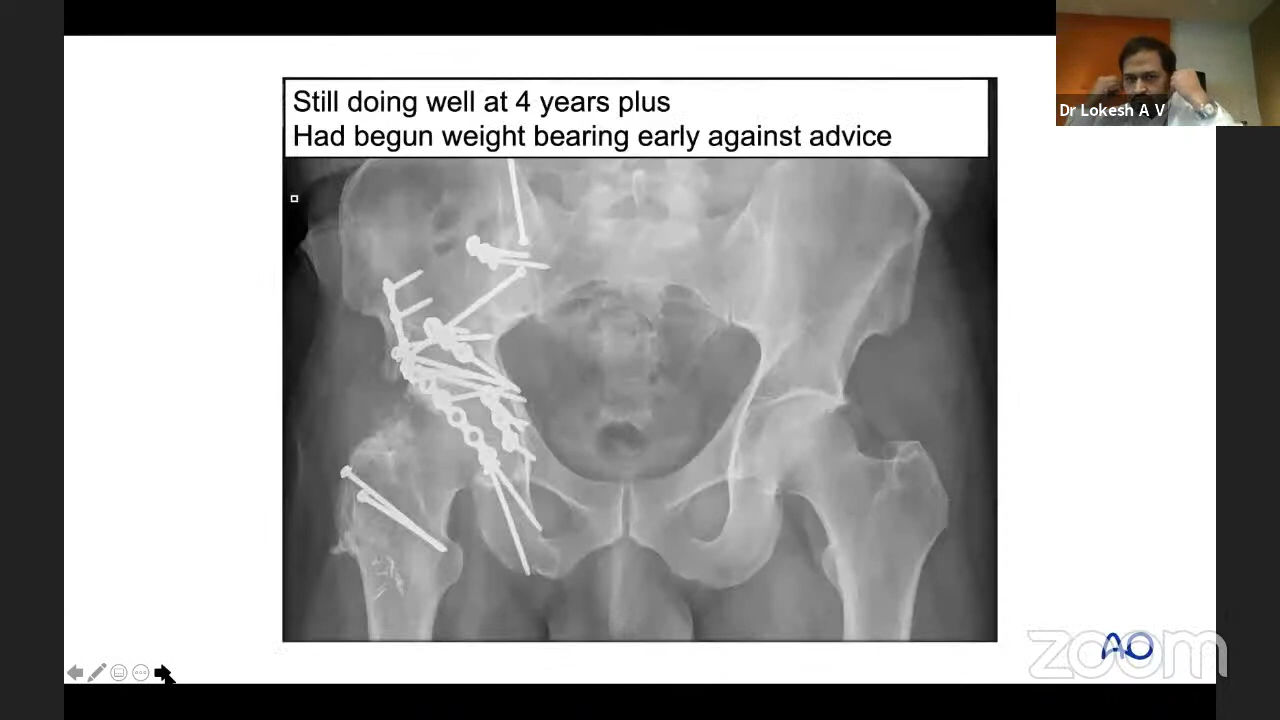 Still doing well at 4 years plus
Had begun weight bearing early against advice
Dr Lokesh A V
AO
zoom